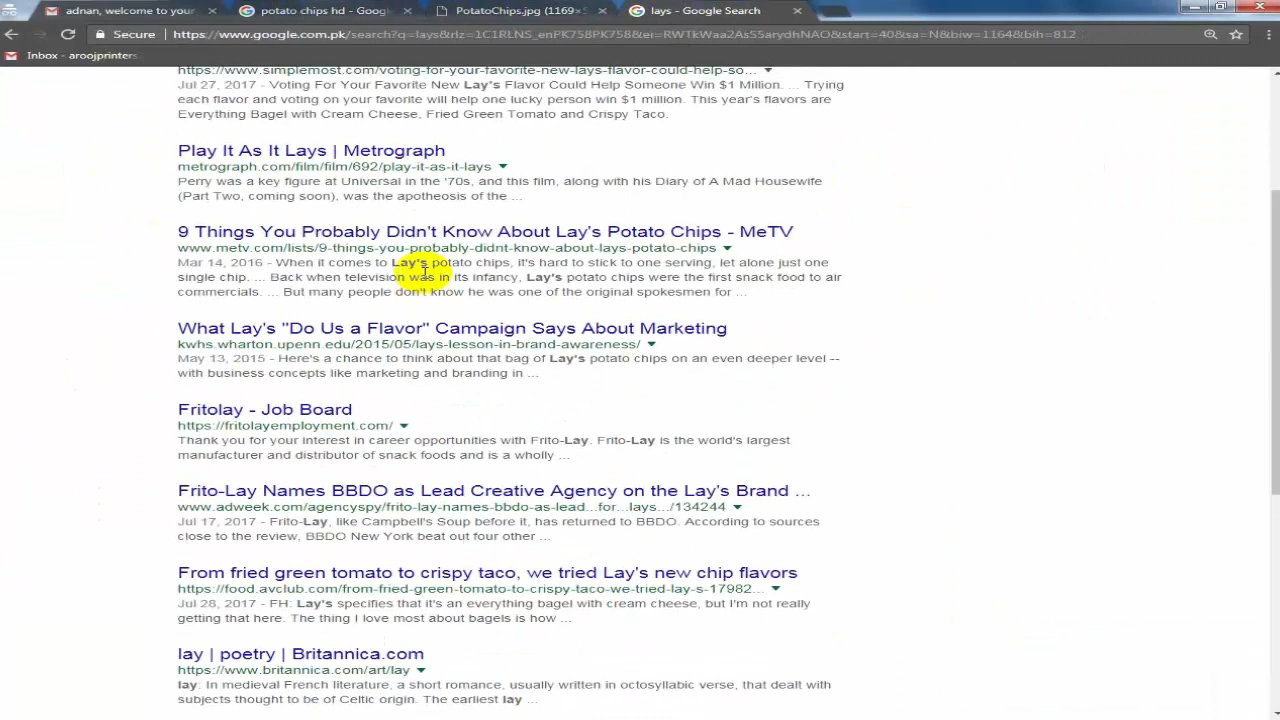 adnan, welcome to your
potato chips hd - Goog
PotatoChips.jpg (1169×
lays - Google Search
Secure
https://www.google.com.pk/search?q=lays&rlz=1C1RLNS_enPK758PK758&ei=RWTkWaa2AsS5arydhNAO&start=40&sa=N&biw=1164&bih=812
Inbox - aroojprinters
https://www.simplemost.com/voting-for-your-favorite-new-lays-flavor-could-help-so...
Jul 27, 2017 - Voting For Your Favorite New Lay's Flavor Could Help Someone Win $1 Million. ... Trying
each flavor and voting on your favorite will help one lucky person win $1 million. This year's flavors are
Everything Bagel with Cream Cheese, Fried Green Tomato and Crispy Taco.
Play It As It Lays | Metrograph
metrograph.com/film/film/692/play-it-as-it-lays
Perry was a key figure at Universal in the '70s, and this film, along with his Diary of A Mad Housewife
(Part Two, coming soon), was the apotheosis of the ...
9 Things You Probably Didn't Know About Lay's Potato Chips - MeTV
www.metv.com/lists/9-things-you-probably-didnt-know-about-lays-potato-chips
Mar 14, 2016 - When it comes to Lay's potato chips, it's hard to stick to one serving, let alone just one
single chip. ... Back when television was in its infancy, Lay's potato chips were the first snack food to air
commercials. ... But many people don't know he was one of the original spokesmen for ...
What Lay's "Do Us a Flavor" Campaign Says About Marketing
kwhs.wharton.upenn.edu/2015/05/lays-lesson-in-brand-awareness/
May 13, 2015 - Here's a chance to think about that bag of Lay's potato chips on an even deeper level --
with business concepts like marketing and branding in ...
Fritolay - Job Board
https://fritolayemployment.com/
Thank you for your interest in career opportunities with Frito-Lay. Frito-Lay is the world's largest
manufacturer and distributor of snack foods and is a wholly ...
Frito-Lay Names BBDO as Lead Creative Agency on the Lay's Brand ...
www.adweek.com/agencyspy/frito-lay-names-bbdo-as-lead...for...lays.../134244
Jul 17, 2017 - Frito-Lay, like Campbell's Soup before it, has returned to BBDO. According to sources
close to the review, BBDO New York beat out four other ...
From fried green tomato to crispy taco, we tried Lay's new chip flavors
https://food.avclub.com/from-fried-green-tomato-to-crispy-taco-we-tried-lay-s-17982...
Jul 28, 2017 - FH: Lay's specifies that it's an everything bagel with cream cheese, but I'm not really
getting that here. The thing I love most about bagels is how ...
lay | poetry | Britannica.com
https://www.britannica.com/art/lay
lay: In medieval French literature, a short romance, usually written in octosyllabic verse, that dealt with
subjects thought to be of Celtic origin. The earliest lay ...